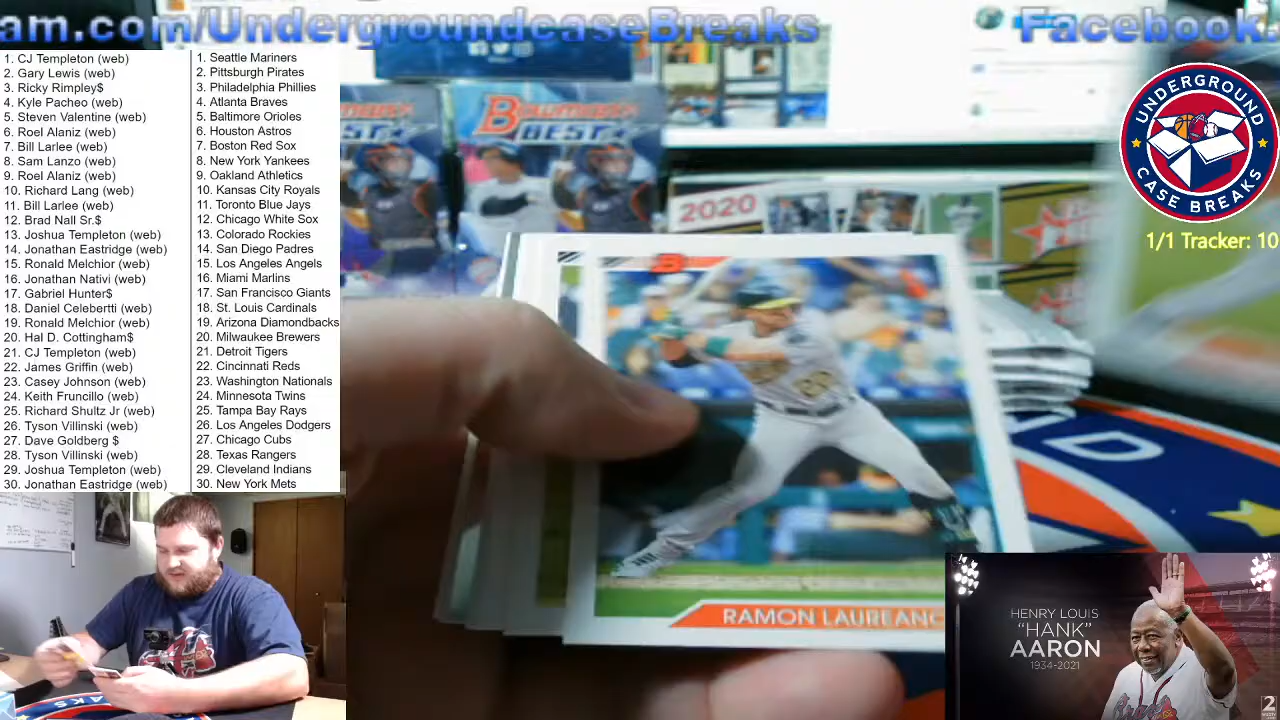 am.com/UndergroundcaseBreaks Facebook.
1. CJ Templeton (web)
2. Gary Lewis (web)
3. Ricky Rimpley$
4. Kyle Pacheo (web)
5. Steven Valentine (web)
6. Roel Alaniz (web)
7. Bill Larlee (web)
8. Sam Lanzo (web)
9. Roel Alaniz (web)
10. Richard Lang (web)
11. Bill Larlee (web)
12. Brad Nall Sr.$
13. Joshua Templeton (web)
14. Jonathan Eastridge (web)
15. Ronald Melchior (web)
16. Jonathan Nativi (web)
17. Gabriel Hunter$
18. Daniel Celebertti (web)
19. Ronald Melchior (web)
20. Hal D. Cottingham$
21. CJ Templeton (web)
22. James Griffin (web)
23. Casey Johnson (web)
24. Keith Fruncillo (web)
25. Richard Shultz Jr (web)
26. Tyson Villinski (web)
27. Dave Goldberg $
28. Tyson Villinski (web)
29. Joshua Templeton (web)
30. Jonathan Eastridge (web)
1. Seattle Mariners
2. Pittsburgh Pirates
3. Philadelphia Phillies
4. Atlanta Braves
5. Baltimore Orioles
6. Houston Astros
7. Boston Red Sox
8. New York Yankees
9. Oakland Athletics
10. Kansas City Royals
11. Toronto Blue Jays
12. Chicago White Sox
13. Colorado Rockies
14. San Diego Padres
15. Los Angeles Angels
16. Miami Marlins
17. San Francisco Giants
18. St. Louis Cardinals
19. Arizona Diamondbacks
20. Milwaukee Brewers
21. Detroit Tigers
22. Cincinnati Reds
23. Washington Nationals
24. Minnesota Twins
25. Tampa Bay Rays
26. Los Angeles Dodgers
27. Chicago Cubs
28. Texas Rangers
29. Cleveland Indians
30. New York Mets
Bowman's
BEST
2020
B
RAMON LAUREANO
UNDERGROUND
CASE BREAKS
1/1 Tracker: 10
HENRY LOUIS
"HANK"
AARON
1934-2021
2